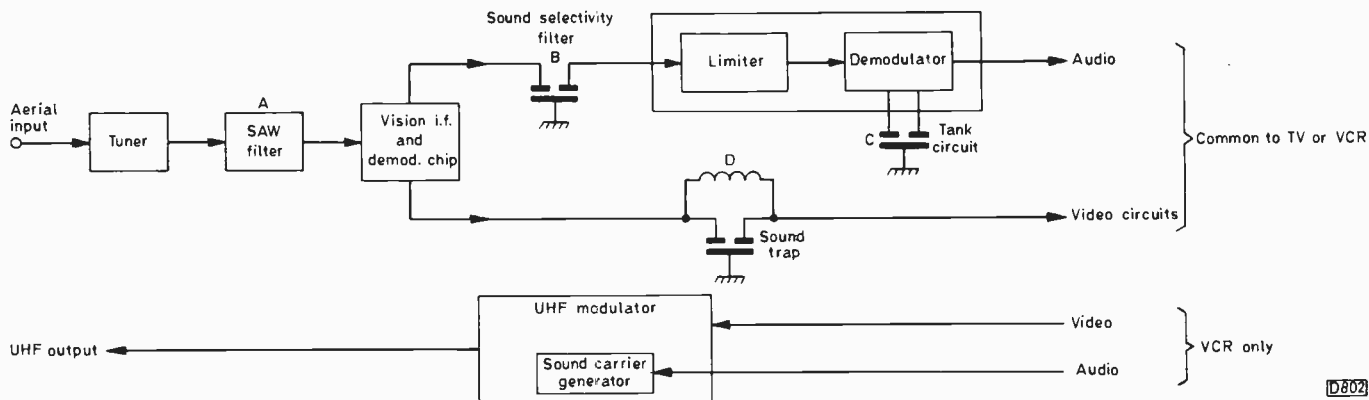 Sound selectivity
filter
B
Limiter
Demodulator
Audio
Aerial
input
Tuner
A
SAW
filter
Vision i.f.
and
demod. chip
C
Tank
circuit
Common to TV or VCR
D
Video circuits
Sound
trap
UHF modulator
Video
UHF output
Sound carrier
generator
Audio
VCR only
D802